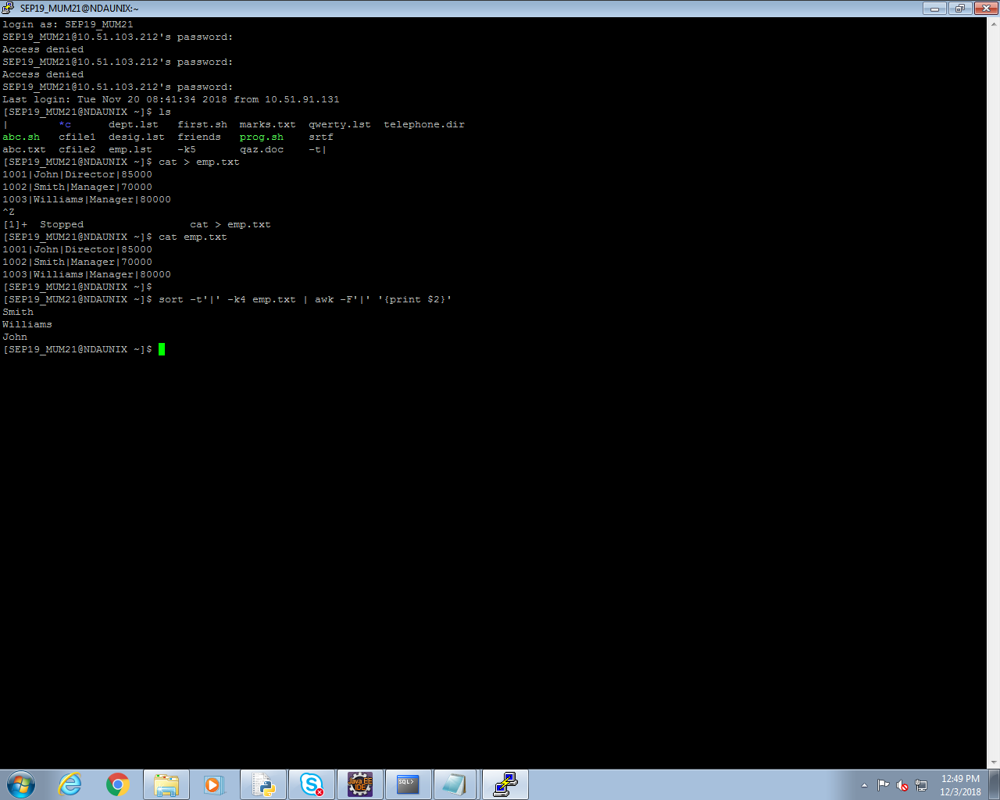 SEP19_MUM21@NDAUNIX:~
login as: SEP19_MUM21
SEP19_MUM21@10.51.103.212's password:
Access denied
SEP19_MUM21@10.51.103.212's password:
Access denied
SEP19_MUM21@10.51.103.212's password:
Last login: Tue Nov 20 08:41:34 2018 from 10.51.91.131
[SEP19_MUM21@NDAUNIX ~]$ ls
|        *c      dept.lst   first.sh  marks.txt  qwerty.lst  telephone.dir
abc.sh   cfile1  desig.lst  friends   prog.sh    srtf
abc.txt  cfile2  emp.lst    -k5       qaz.doc    -t|
[SEP19_MUM21@NDAUNIX ~]$ cat > emp.txt
1001|John|Director|85000
1002|Smith|Manager|70000
1003|Williams|Manager|80000
^Z
[1]+  Stopped                 cat > emp.txt
[SEP19_MUM21@NDAUNIX ~]$ cat emp.txt
1001|John|Director|85000
1002|Smith|Manager|70000
1003|Williams|Manager|80000
[SEP19_MUM21@NDAUNIX ~]$
[SEP19_MUM21@NDAUNIX ~]$ sort -t'|' -k4 emp.txt | awk -F'|' '{print $2}'
Smith
Williams
John
[SEP19_MUM21@NDAUNIX ~]$
Java EE
IDE
SQL>
12:49 PM
12/3/2018